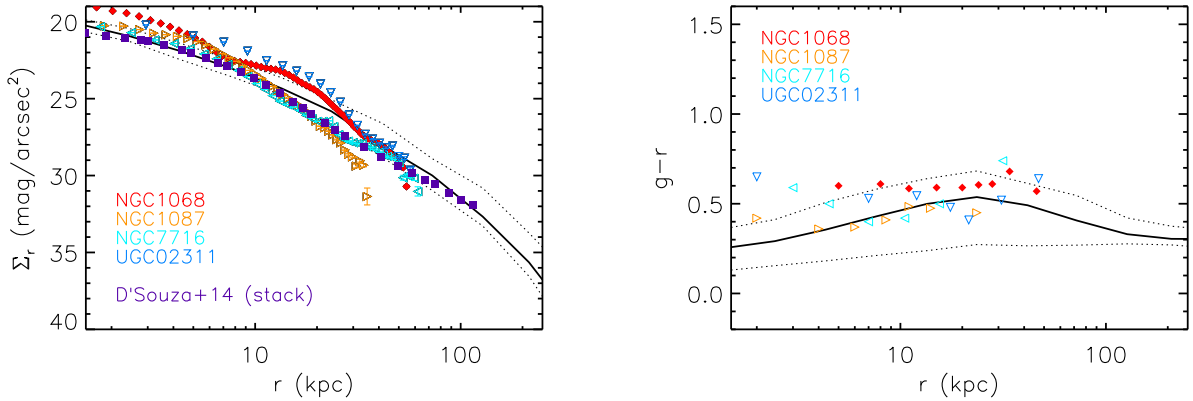 20
25
30
35
40
Σr (mag/arcsec2)
NGC1068
NGC1087
NGC7716
UGC02311
D'Souza+14 (stack)
10
100
r (kpc)
1.5
1.0
0.5
0.0
g−r
NGC1068
NGC1087
NGC7716
UGC02311
10
100
r (kpc)